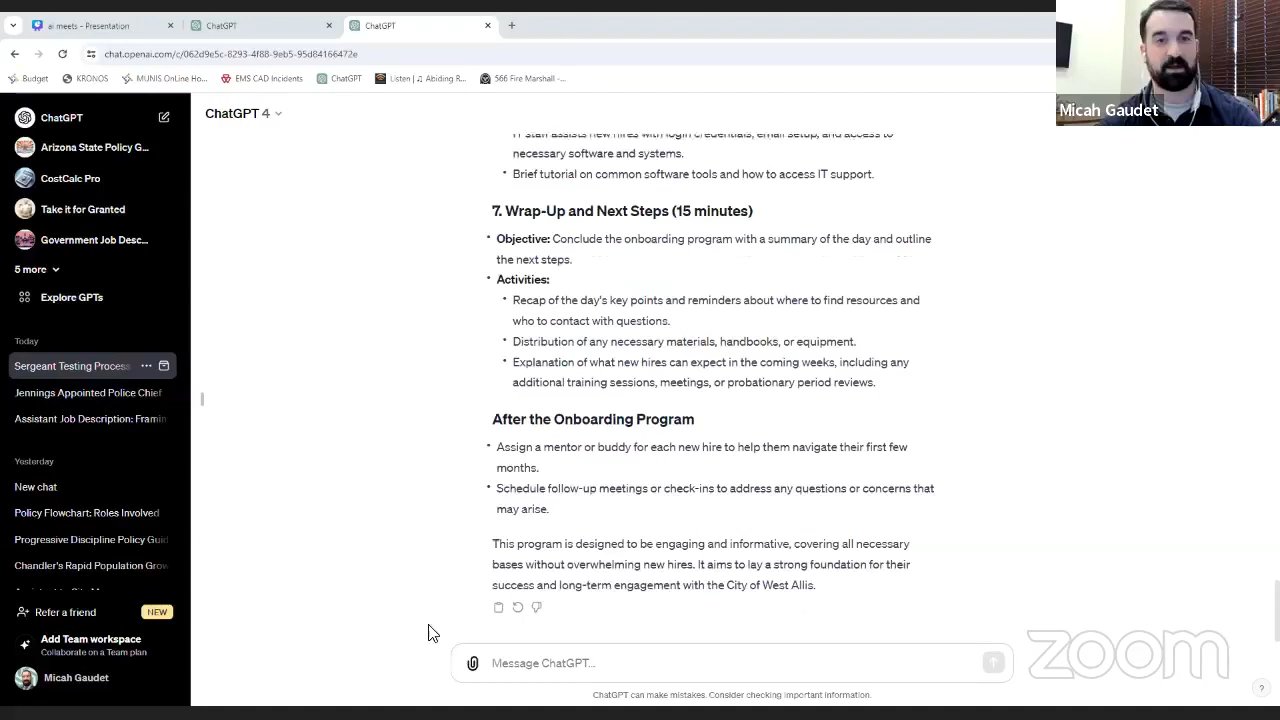 ai meets - Presentation
ChatGPT
ChatGPT
chat.openai.com/c/062d9e5c-8293-4f88-9eb5-95d84166472e
Budget
KRONOS
MUNIS OnLine Ho...
EMS CAD Incidents
ChatGPT
Listen | ♫ Abiding R...
566 Fire Marshall -...
Micah Gaudet
ChatGPT
Arizona State Policy G...
CostCalc Pro
Take it for Granted
Government Job Desc...
5 more
Explore GPTs
Today
Sergeant Testing Process
Jennings Appointed Police Chief
Assistant Job Description: Framin
Yesterday
New chat
Policy Flowchart: Roles Involved
Progressive Discipline Policy Guid
Chandler's Rapid Population Grow
Refer a friend
NEW
Add Team workspace
Collaborate on a Team plan
Micah Gaudet
ChatGPT 4
IT staff assists new hires with login credentials, email setup, and access to
necessary software and systems.
• Brief tutorial on common software tools and how to access IT support.
7. Wrap-Up and Next Steps (15 minutes)
• Objective: Conclude the onboarding program with a summary of the day and outline
the next steps.
• Activities:
• Recap of the day's key points and reminders about where to find resources and
who to contact with questions.
• Distribution of any necessary materials, handbooks, or equipment.
• Explanation of what new hires can expect in the coming weeks, including any
additional training sessions, meetings, or probationary period reviews.
After the Onboarding Program
• Assign a mentor or buddy for each new hire to help them navigate their first few
months.
• Schedule follow-up meetings or check-ins to address any questions or concerns that
may arise.
This program is designed to be engaging and informative, covering all necessary
bases without overwhelming new hires. It aims to lay a strong foundation for their
success and long-term engagement with the City of West Allis.
Message ChatGPT...
ChatGPT can make mistakes. Consider checking important information.
zoom
?